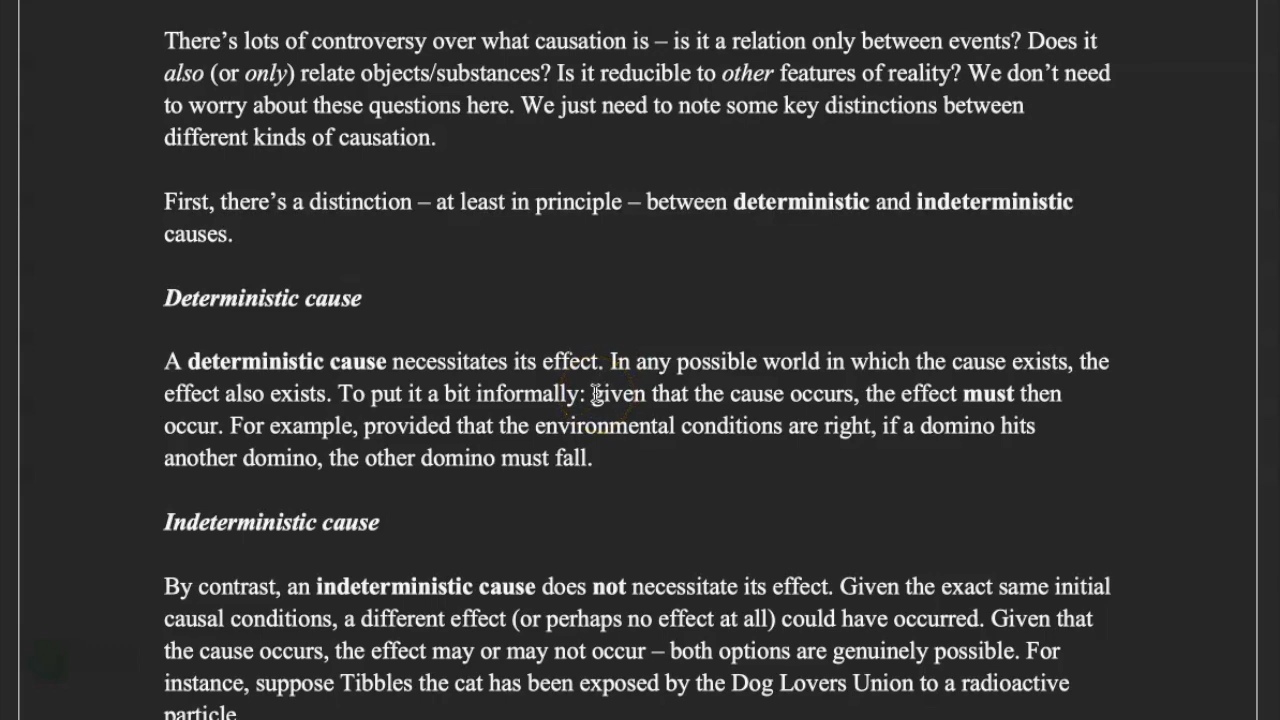 There’s lots of controversy over what causation is – is it a relation only between events? Does it
also (or only) relate objects/substances? Is it reducible to other features of reality? We don’t need
to worry about these questions here. We just need to note some key distinctions between
different kinds of causation.
First, there’s a distinction – at least in principle – between deterministic and indeterministic
causes.
Deterministic cause
A deterministic cause necessitates its effect. In any possible world in which the cause exists, the
effect also exists. To put it a bit informally: given that the cause occurs, the effect must then
occur. For example, provided that the environmental conditions are right, if a domino hits
another domino, the other domino must fall.
Indeterministic cause
By contrast, an indeterministic cause does not necessitate its effect. Given the exact same initial
causal conditions, a different effect (or perhaps no effect at all) could have occurred. Given that
the cause occurs, the effect may or may not occur – both options are genuinely possible. For
instance, suppose Tibbles the cat has been exposed by the Dog Lovers Union to a radioactive
particle